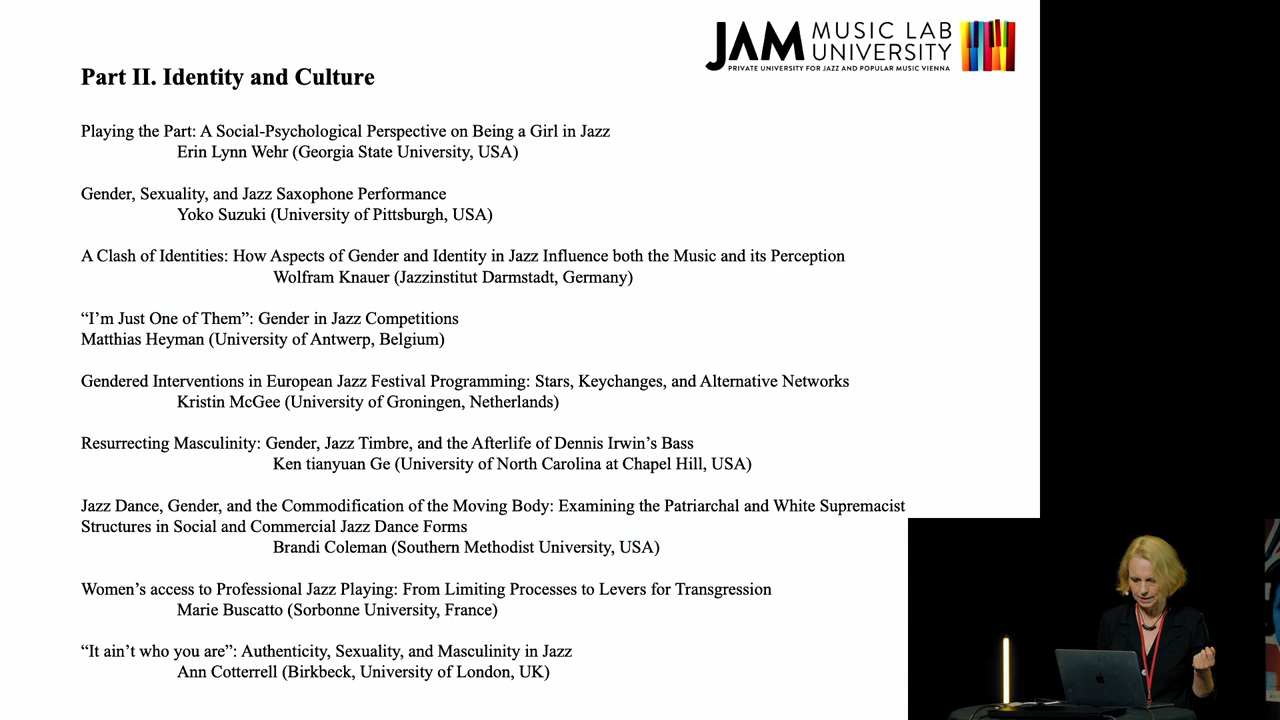 JAM MUSIC LAB
UNIVERSITY
PRIVATE UNIVERSITY FOR JAZZ AND POPULAR MUSIC VIENNA
Part II. Identity and Culture
Playing the Part: A Social-Psychological Perspective on Being a Girl in Jazz
Erin Lynn Wehr (Georgia State University, USA)
Gender, Sexuality, and Jazz Saxophone Performance
Yoko Suzuki (University of Pittsburgh, USA)
A Clash of Identities: How Aspects of Gender and Identity in Jazz Influence both the Music and its Perception
Wolfram Knauer (Jazzinstitut Darmstadt, Germany)
“I’m Just One of Them”: Gender in Jazz Competitions
Matthias Heyman (University of Antwerp, Belgium)
Gendered Interventions in European Jazz Festival Programming: Stars, Keychanges, and Alternative Networks
Kristin McGee (University of Groningen, Netherlands)
Resurrecting Masculinity: Gender, Jazz Timbre, and the Afterlife of Dennis Irwin’s Bass
Ken tianyuan Ge (University of North Carolina at Chapel Hill, USA)
Jazz Dance, Gender, and the Commodification of the Moving Body: Examining the Patriarchal and White Supremacist
Structures in Social and Commercial Jazz Dance Forms
Brandi Coleman (Southern Methodist University, USA)
Women’s access to Professional Jazz Playing: From Limiting Processes to Levers for Transgression
Marie Buscatto (Sorbonne University, France)
“It ain’t who you are”: Authenticity, Sexuality, and Masculinity in Jazz
Ann Cotterrell (Birkbeck, University of London, UK)